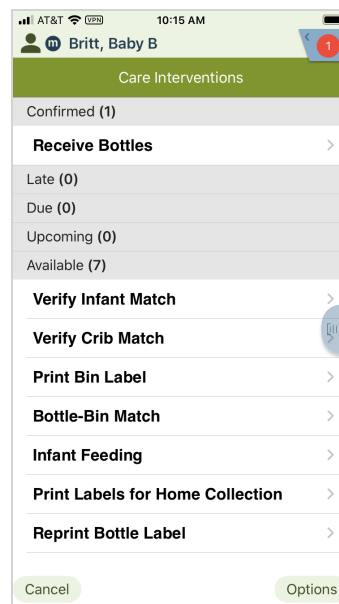 AT&T VPN 10:15 AM
m Britt, Baby B
1
Care Interventions
Confirmed (1)
Receive Bottles
Late (0)
Due (0)
Upcoming (0)
Available (7)
Verify Infant Match
Verify Crib Match
Print Bin Label
Bottle-Bin Match
Infant Feeding
Print Labels for Home Collection
Reprint Bottle Label
Cancel Options